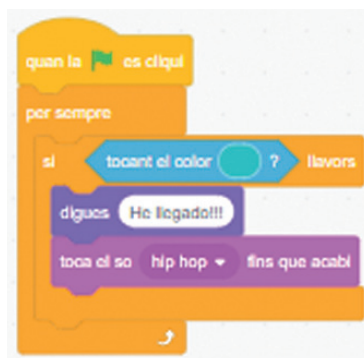 quan la es cliqui
per sempre
si tocant el color ? llavors
digues He llegado!!!
toca el so hip hop fins que acabi